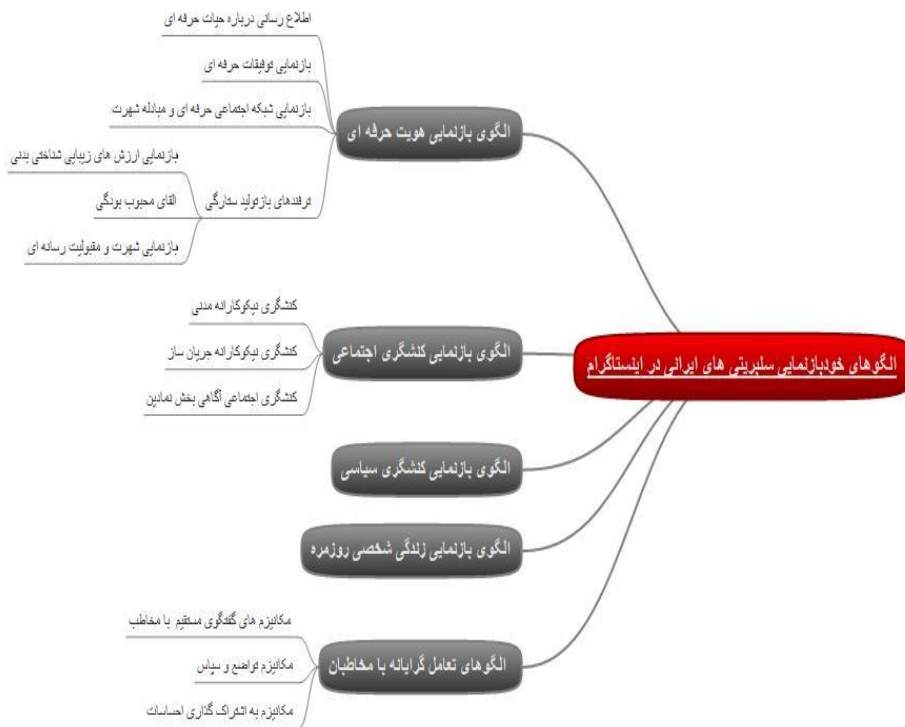 الگوهای خودبازنمایی سلبریتی های ایرانی در اینستاگرام
الگوی بازنمایی هویت حرفه ای
اطلاع رسانی درباره حیات حرفه ای
بازنمایی توفیقات حرفه ای
بازنمایی شبکه اجتماعی حرفه ای و مبادله شهرت
ترفندهای بازتولید ستارگی
بازنمایی ارزش های زیبایی شناختی بدنی
القای محبوب بودگی
بازنمایی شهرت و مقبولیت رسانه ای
الگوی بازنمایی کنشگری اجتماعی
کنشگری نیکوکارانه مدنی
کنشگری نیکوکارانه جریان ساز
کنشگری اجتماعی آگاهی بخش نمادین
الگوی بازنمایی کنشگری سیاسی
الگوی بازنمایی زندگی شخصی روزمره
الگوهای تعامل گرایانه با مخاطبان
مکانیزم های گفتگوی مستقیم با مخاطب
مکانیزم تواضع و سپاس
مکانیزم به اشتراک گذاری احساسات